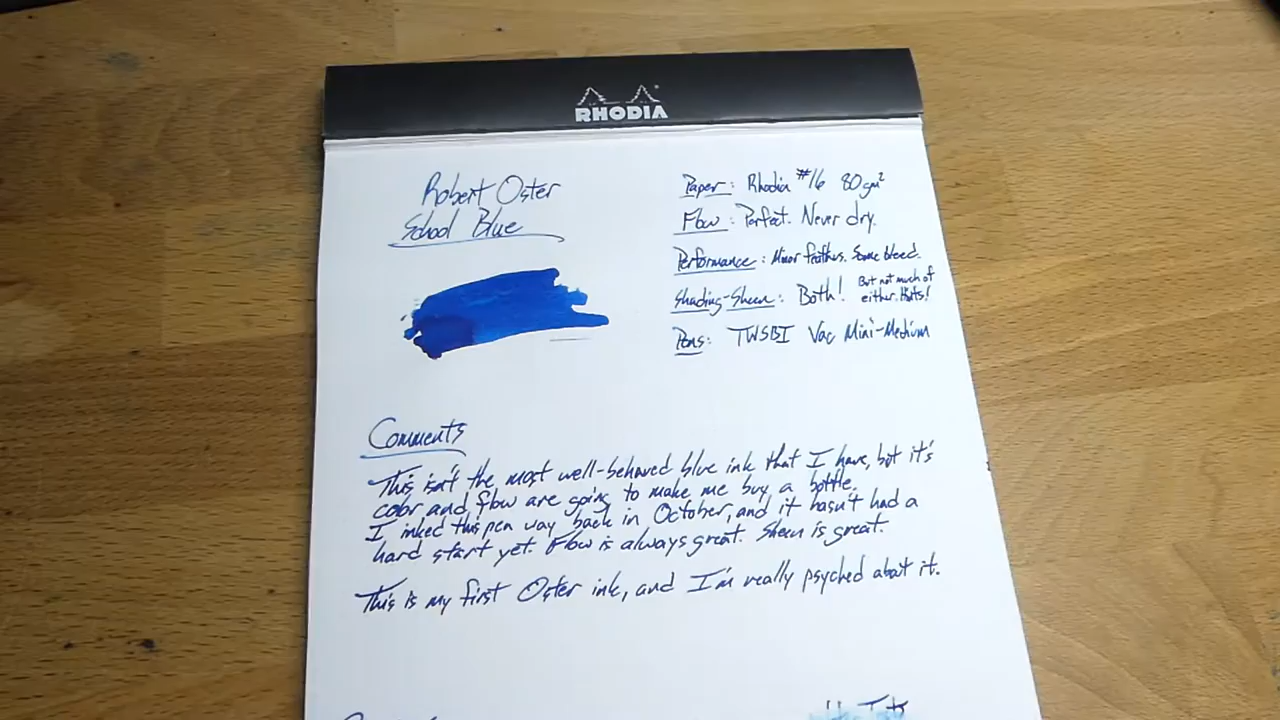 RHODIA
Robert Oster
School Blue
Paper: Rhodia #16 80gm²
Flow: Perfect. Never dry.
Performance: Minor feathers. Some bleed.
Shading-Sheen: Both! But not much of
either. Hints!
Pens: TWSBI Vac Mini-Medium
Comments
This isn't the most well-behaved blue ink that I have, but it's
color and flow are going to make me buy a bottle.
I inked this pen way back in October, and it hasn't had a
hard start yet. Flow is always great. Sheen is great.
This is my first Oster ink, and I'm really psyched about it.